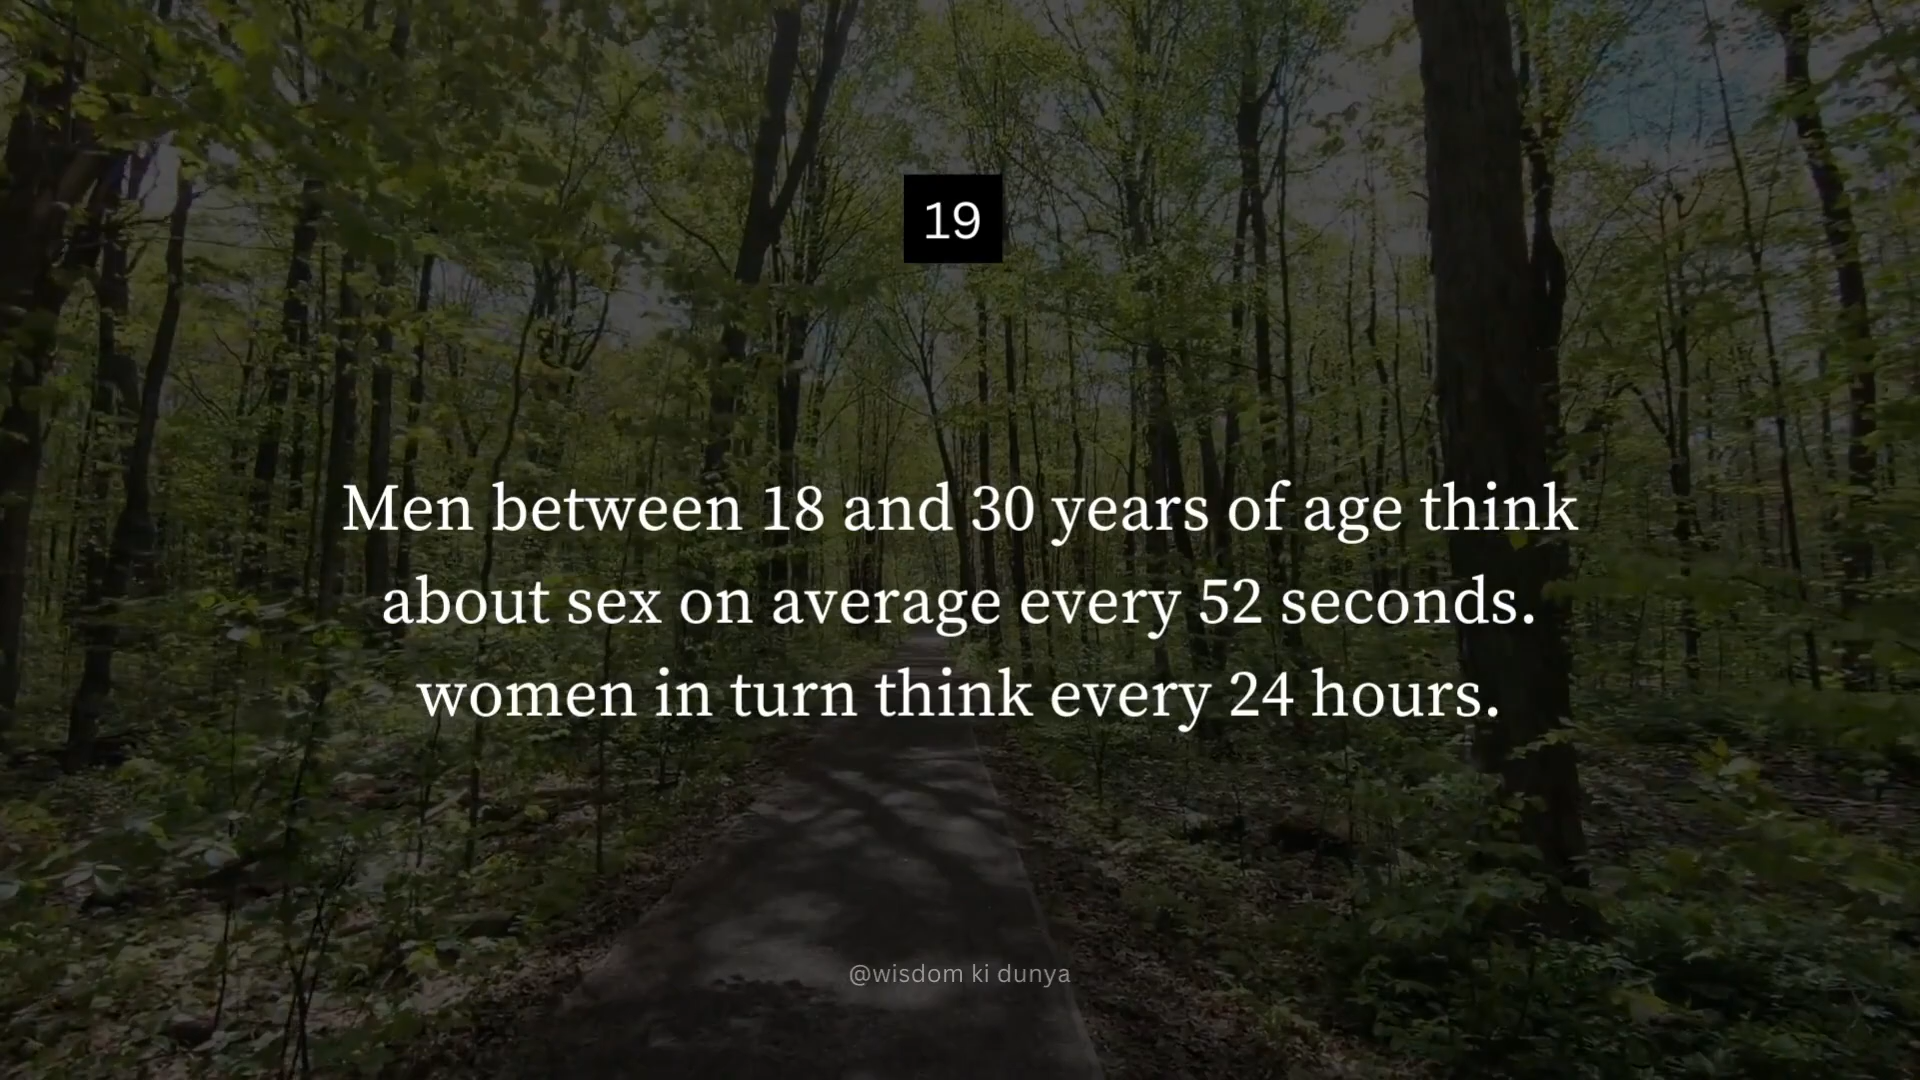 19
Men between 18 and 30 years of age think
about sex on average every 52 seconds.
women in turn think every 24 hours.
@wisdom ki dunya